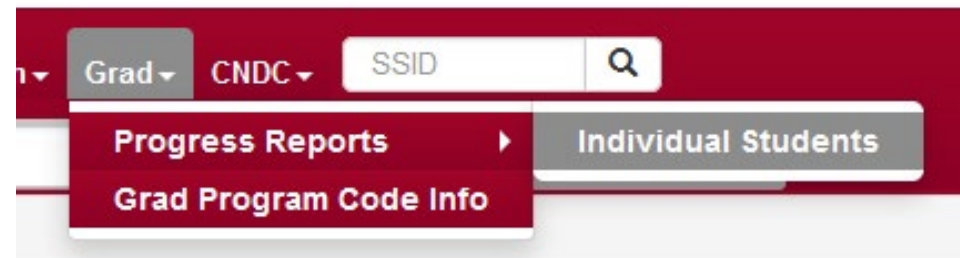 Grad CNDC SSID
Progress Reports Individual Students
Grad Program Code Info